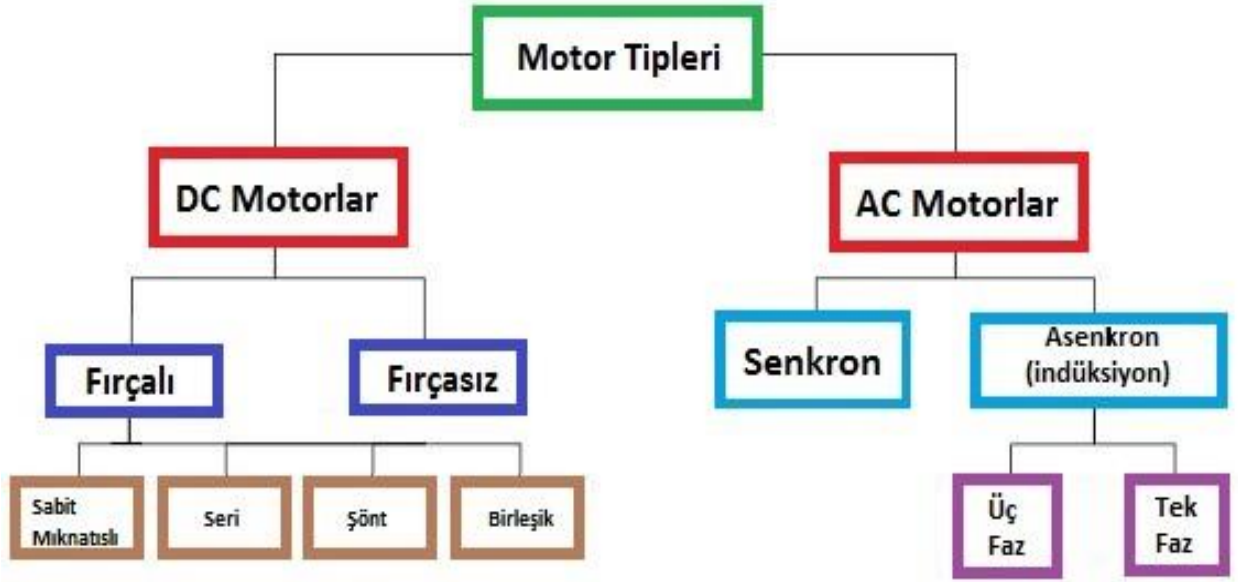 Motor Tipleri
DC Motorlar
AC Motorlar
Fırçalı
Fırçasız
Senkron
Asenkron
(indüksiyon)
Sabit
Mıknatıslı
Seri
Şönt
Birleşik
Üç
Faz
Tek
Faz